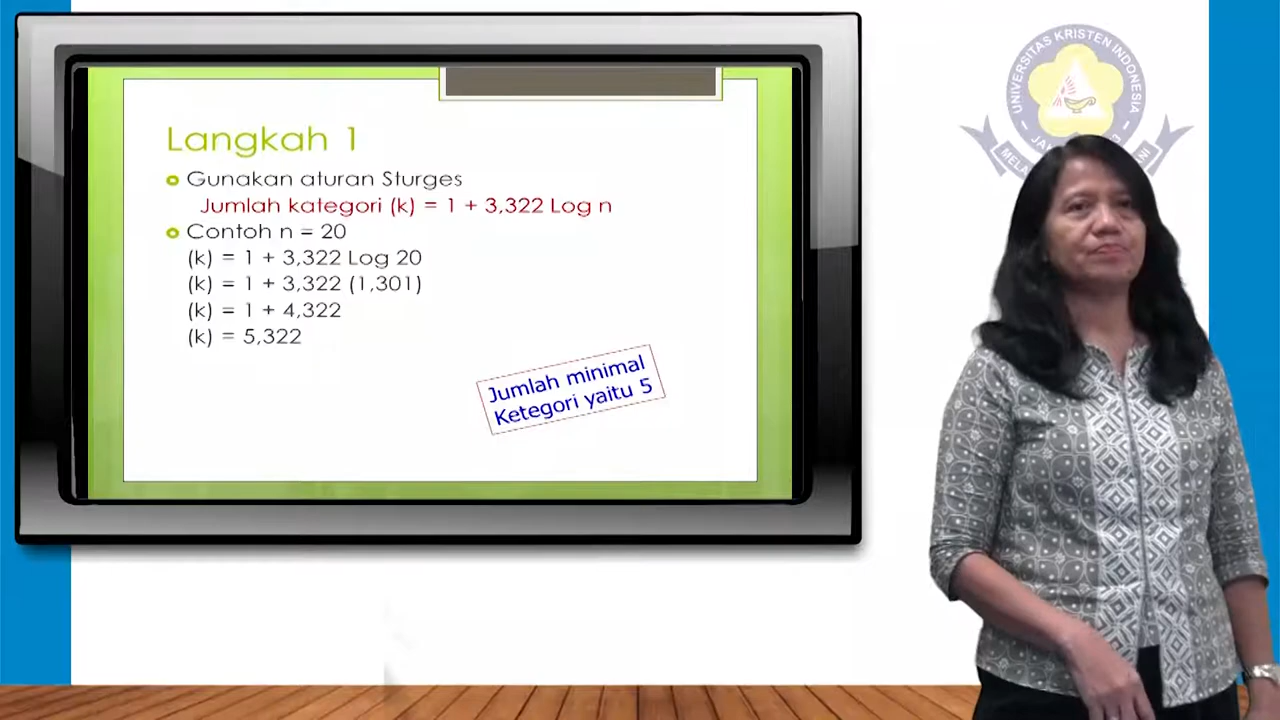 Langkah 1
Gunakan aturan Sturges
Jumlah kategori (k) = 1 + 3,322 Log n
Contoh n = 20
(k) = 1 + 3,322 Log 20
(k) = 1 + 3,322 (1,301)
(k) = 1 + 4,322
(k) = 5,322
Jumlah minimal
Ketegori yaitu 5
UNIVERSITAS KRISTEN INDONESIA